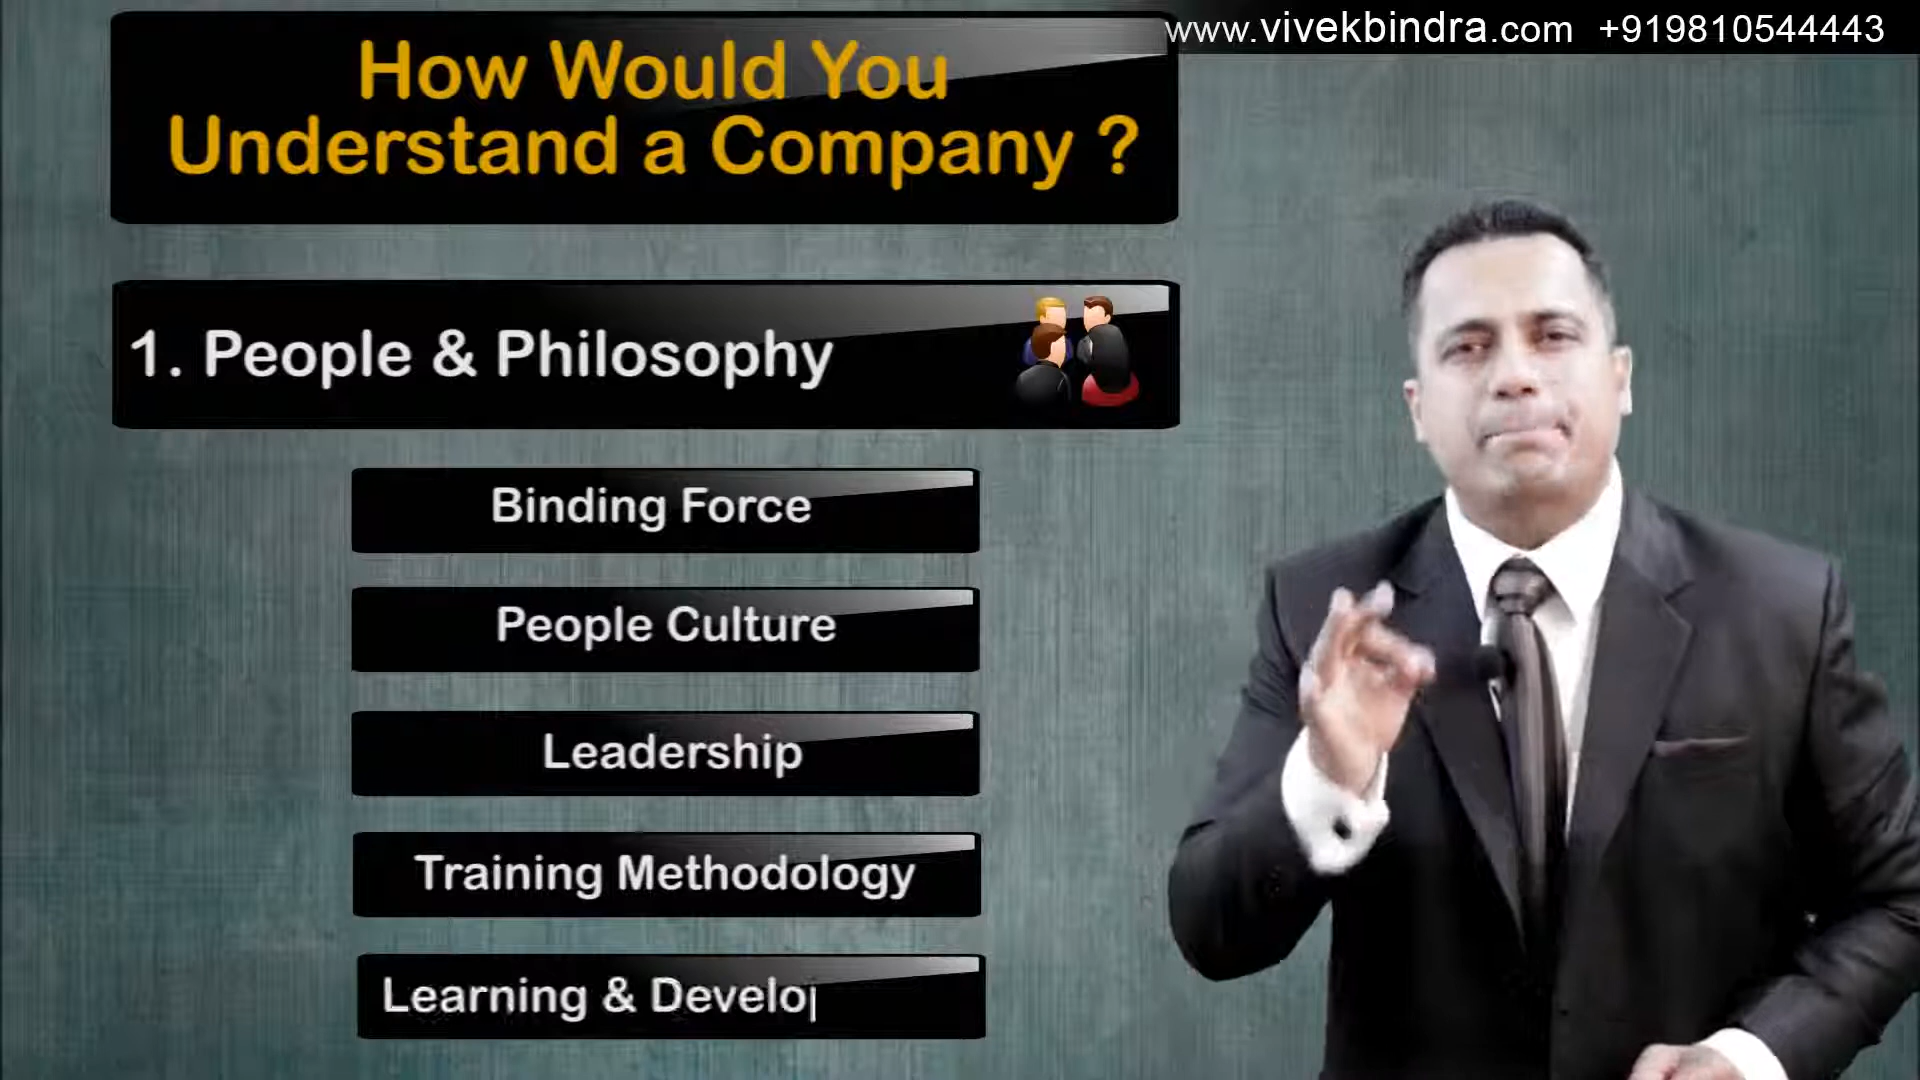 www.vivekbindra.com +919810544443
How Would You
Understand a Company ?
1. People & Philosophy
Binding Force
People Culture
Leadership
Training Methodology
Learning &